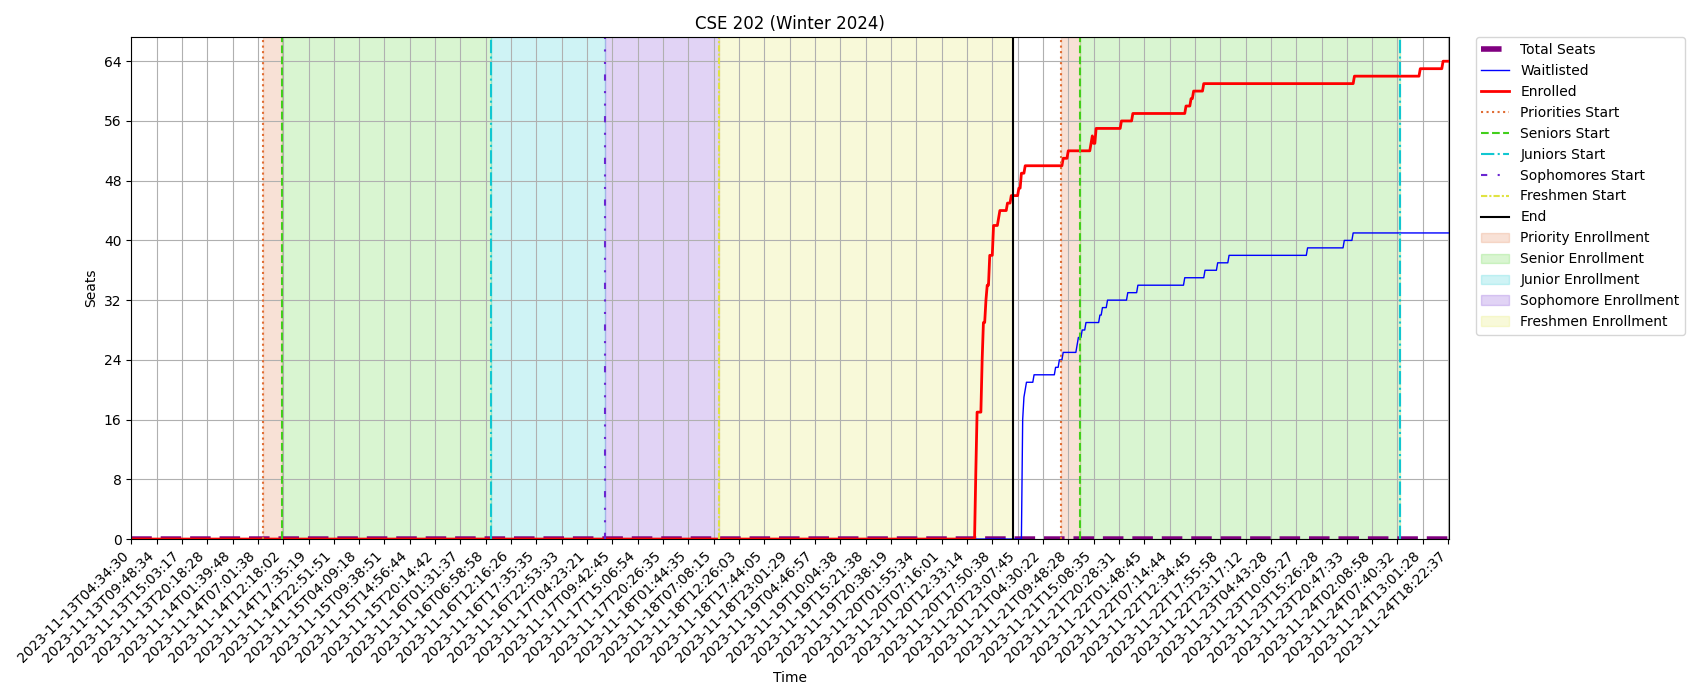 CSE 202 (Winter 2024)
Seats
64
56
48
40
32
24
16
8
0
2023-11-13T04:34:30
2023-11-13T09:48:34
2023-11-13T15:03:17
2023-11-13T20:18:28
2023-11-14T01:39:48
2023-11-14T07:01:38
2023-11-14T12:18:02
2023-11-14T17:35:19
2023-11-14T22:51:51
2023-11-15T04:09:18
2023-11-15T09:38:51
2023-11-15T14:56:44
2023-11-15T20:14:42
2023-11-16T01:31:37
2023-11-16T06:58:58
2023-11-16T12:16:26
2023-11-16T17:35:35
2023-11-16T22:53:33
2023-11-17T04:23:21
2023-11-17T09:42:45
2023-11-17T15:06:54
2023-11-17T20:26:35
2023-11-18T01:44:35
2023-11-18T07:08:15
2023-11-18T12:26:03
2023-11-18T17:44:05
2023-11-18T23:01:29
2023-11-19T04:46:57
2023-11-19T10:04:38
2023-11-19T15:21:38
2023-11-19T20:38:19
2023-11-20T01:55:34
2023-11-20T07:16:01
2023-11-20T12:33:14
2023-11-20T17:50:38
2023-11-20T23:07:45
2023-11-21T04:30:22
2023-11-21T09:48:28
2023-11-21T15:08:35
2023-11-21T20:28:31
2023-11-22T01:48:45
2023-11-22T07:14:44
2023-11-22T12:34:45
2023-11-22T17:55:58
2023-11-22T23:17:12
2023-11-23T04:43:28
2023-11-23T10:05:27
2023-11-23T15:26:28
2023-11-23T20:47:33
2023-11-24T02:08:58
2023-11-24T07:40:32
2023-11-24T13:01:28
2023-11-24T18:22:37
Time
Total Seats
Waitlisted
Enrolled
Priorities Start
Seniors Start
Juniors Start
Sophomores Start
Freshmen Start
End
Priority Enrollment
Senior Enrollment
Junior Enrollment
Sophomore Enrollment
Freshmen Enrollment